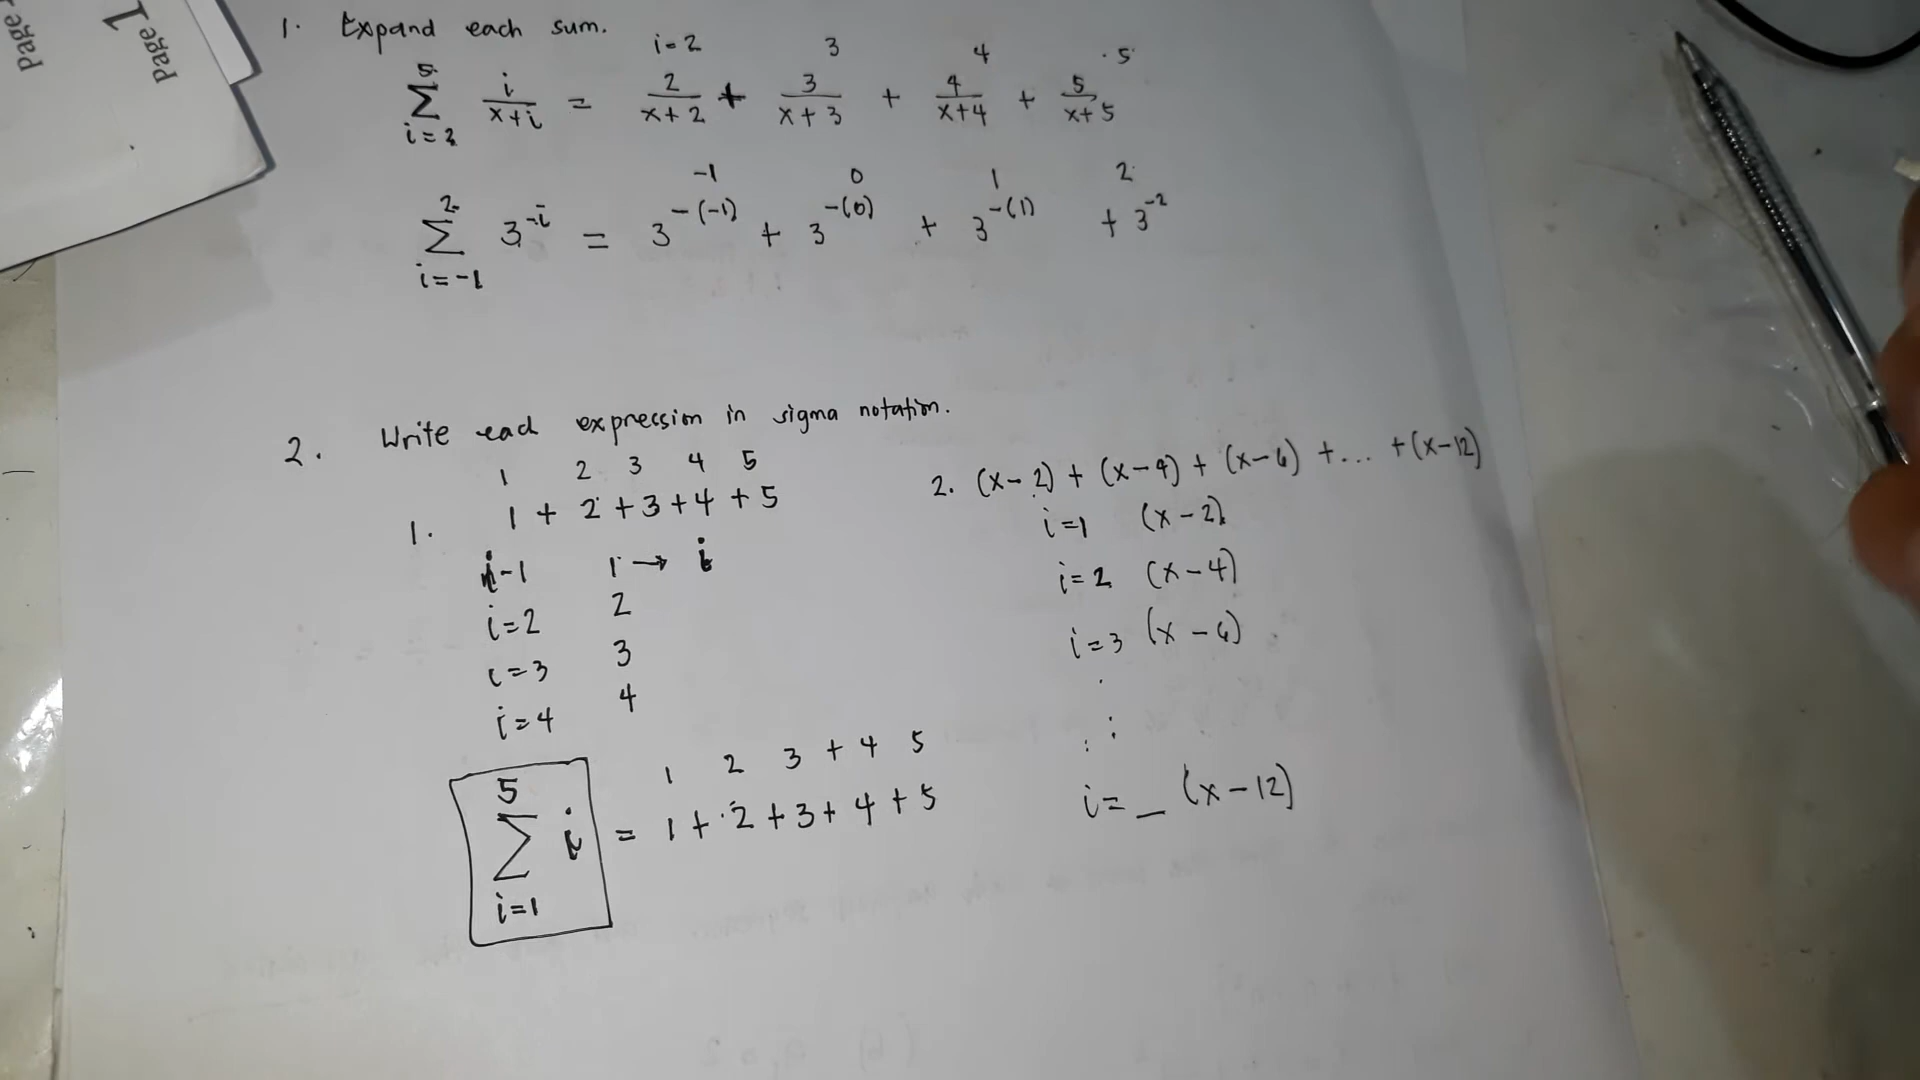 Page
Page 1
1. Expand each sum.
i=2 3 4 5
5 ∑ i=2 i/(x+i) = 2/(x+2) + 3/(x+3) + 4/(x+4) + 5/(x+5)
-1 0 1 2
2 ∑ i=-1 3^-i = 3^-(-1) + 3^-(0) + 3^-(1) + 3^-2
2. Write each expression in sigma notation.
1 2 3 4 5
1. 1 + 2 + 3 + 4 + 5
i-1 1 → i
i=2 2
i=3 3
i=4 4
1 2 3 + 4 5
5 ∑ i=1 i = 1 + 2 + 3 + 4 + 5
2. (x-2) + (x-4) + (x-6) + ... + (x-12)
i=1 (x-2)
i=2 (x-4)
i=3 (x-6)
i=_ (x-12)